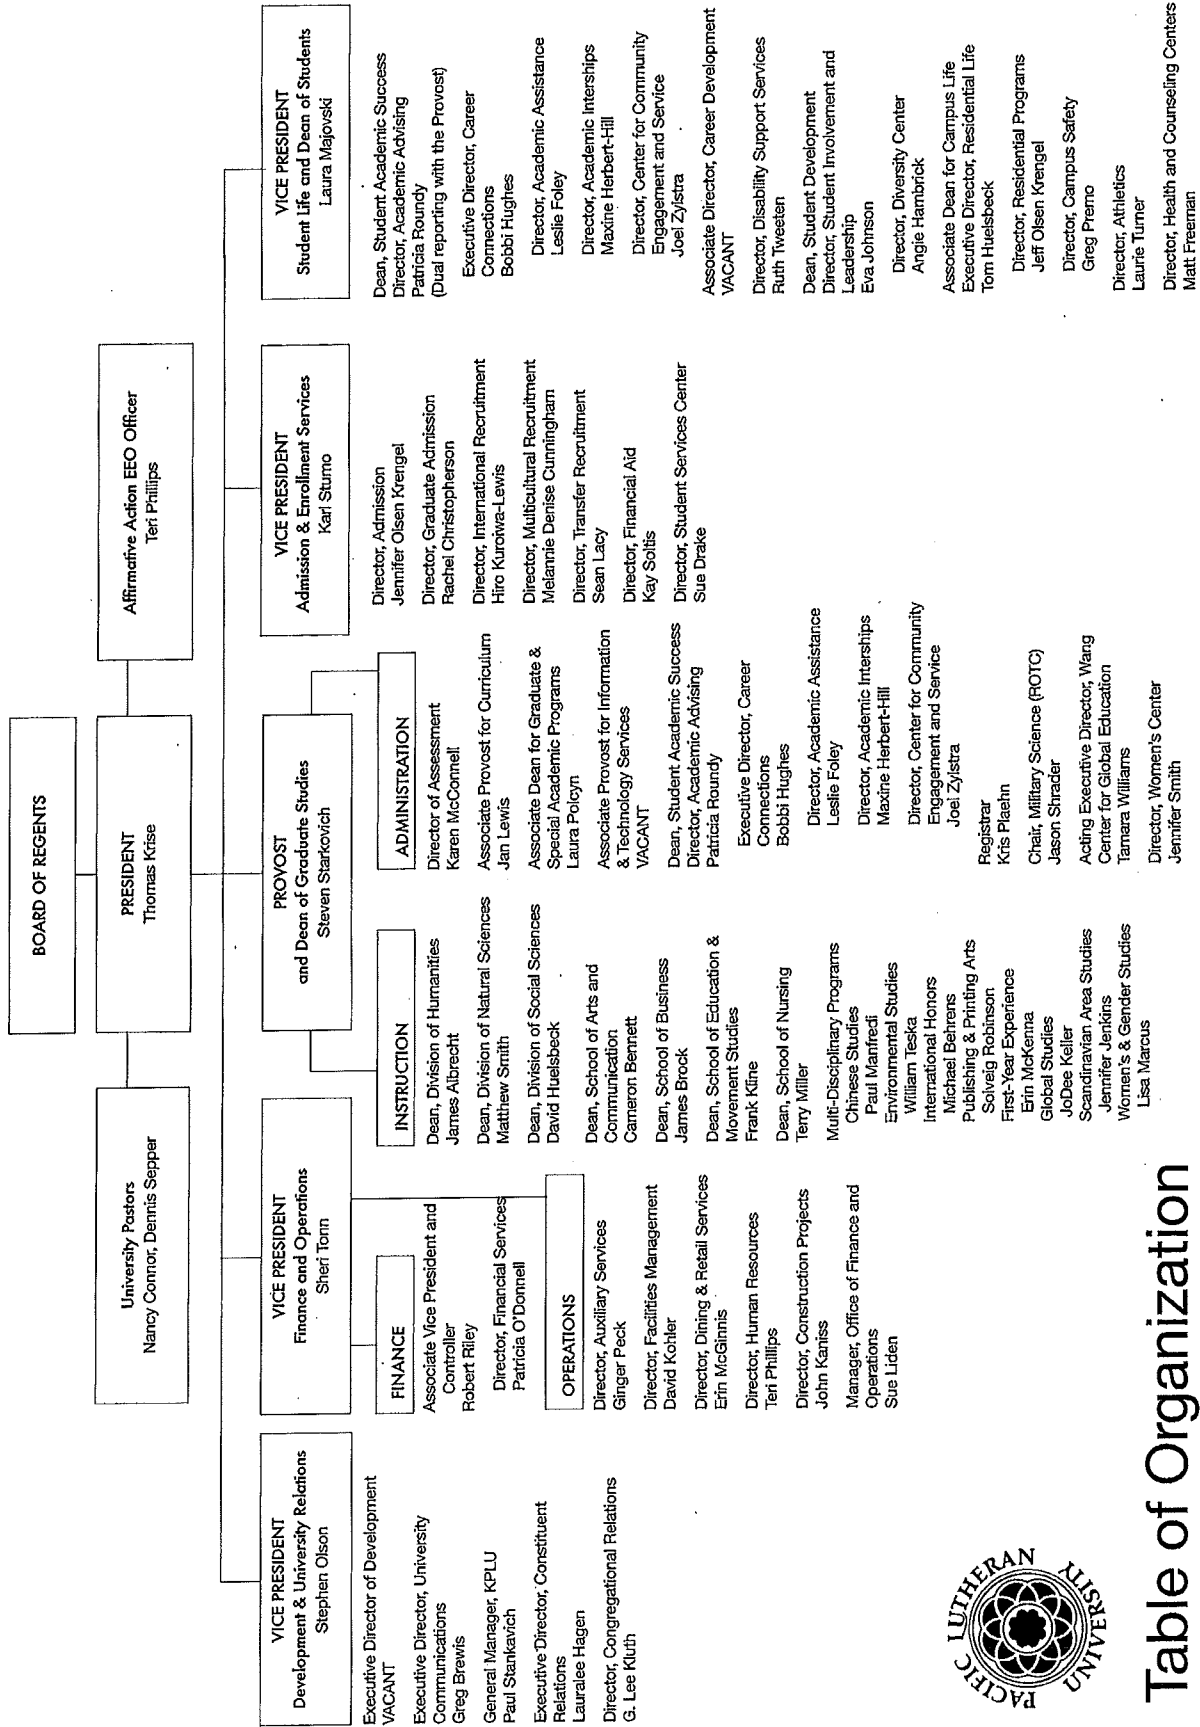 BOARD OF REGENTS
University Pastors
Nancy Connor, Dennis Sepper
PRESIDENT
Thomas Krise
Affirmative Action EEO Officer
Teri Phillips
VICE PRESIDENT
Development & University Relations
Stephen Olson
Executive Director of Development
VACANT
Executive Director, University
Communications
Greg Brewis
General Manager, KPLU
Paul Stankavich
Executive Director, Constituent
Relations
Lauralee Hagen
Director, Congregational Relations
G. Lee Kluth
VICE PRESIDENT
Finance and Operations
Sheri Tonn
FINANCE
Associate Vice President and
Controller
Robert Riley
Director, Financial Services
Patricia O'Donnell
OPERATIONS
Director, Auxiliary Services
Ginger Peck
Director, Facilities Management
David Kohler
Director, Dining & Retail Services
Erin McGinnis
Director, Human Resources
Teri Phillips
Director, Construction Projects
John Kaniss
Manager, Office of Finance and
Operations
Sue Liden
PROVOST
and Dean of Graduate Studies
Steven Starkovich
INSTRUCTION
Dean, Division of Humanities
James Albrecht
Dean, Division of Natural Sciences
Matthew Smith
Dean, Division of Social Sciences
David Huelsbeck
Dean, School of Arts and
Communication
Cameron Bennett
Dean, School of Business
James Brock
Dean, School of Education &
Movement Studies
Frank Kline
Dean, School of Nursing
Terry Miller
Multi-Disciplinary Programs
Chinese Studies
Paul Manfredi
Environmental Studies
William Teska
International Honors
Michael Behrens
Publishing & Printing Arts
Solveig Robinson
First-Year Experience
Erin McKenna
Global Studies
JoDee Keller
Scandinavian Area Studies
Jennifer Jenkins
Women's & Gender Studies
Lisa Marcus
ADMINISTRATION
Director of Assessment
Karen McConnell
Associate Provost for Curriculum
Jan Lewis
Associate Dean for Graduate &
Special Academic Programs
Laura Polcyn
Associate Provost for Information
& Technology Services
VACANT
Dean, Student Academic Success
Director, Academic Advising
Patricia Roundy
Executive Director, Career
Connections
Bobbi Hughes
Director, Academic Assistance
Leslie Foley
Director, Academic Interships
Maxine Herbert-Hill
Director, Center for Community
Engagement and Service
Joel Zylstra
Registrar
Kris Plaehn
Chair, Military Science (ROTC)
Jason Shrader
Acting Executive Director, Wang
Center for Global Education
Tamara Williams
Director, Women's Center
Jennifer Smith
VICE PRESIDENT
Admission & Enrollment Services
Karl Stumo
Director, Admission
Jennifer Olsen Krengel
Director, Graduate Admission
Rachel Christopherson
Director, International Recruitment
Hiro Kuroiwa-Lewis
Director, Multicultural Recruitment
Melannie Denise Cunningham
Director, Transfer Recruitment
Sean Lacy
Director, Financial Aid
Kay Soltis
Director, Student Services Center
Sue Drake
VICE PRESIDENT
Student Life and Dean of Students
Laura Majovski
Dean, Student Academic Success
Director, Academic Advising
Patricia Roundy
(Dual reporting with the Provost)
Executive Director, Career
Connections
Bobbi Hughes
Director, Academic Assistance
Leslie Foley
Director, Academic Interships
Maxine Herbert-Hill
Director, Center for Community
Engagement and Service
Joel Zylstra
Associate Director, Career Development
VACANT
Director, Disability Support Services
Ruth Tweeten
Dean, Student Development
Director, Student Involvement and
Leadership
Eva Johnson
Director, Diversity Center
Angie Hambrick
Associate Dean for Campus Life
Executive Director, Residential Life
Tom Huelsbeck
Director, Residential Programs
Jeff Olsen Krengel
Director, Campus Safety
Greg Premo
Director, Athletics
Laurie Turner
Director, Health and Counseling Centers
Matt Freeman
PACIFIC LUTHERAN
UNIVERSITY
Table of Organization